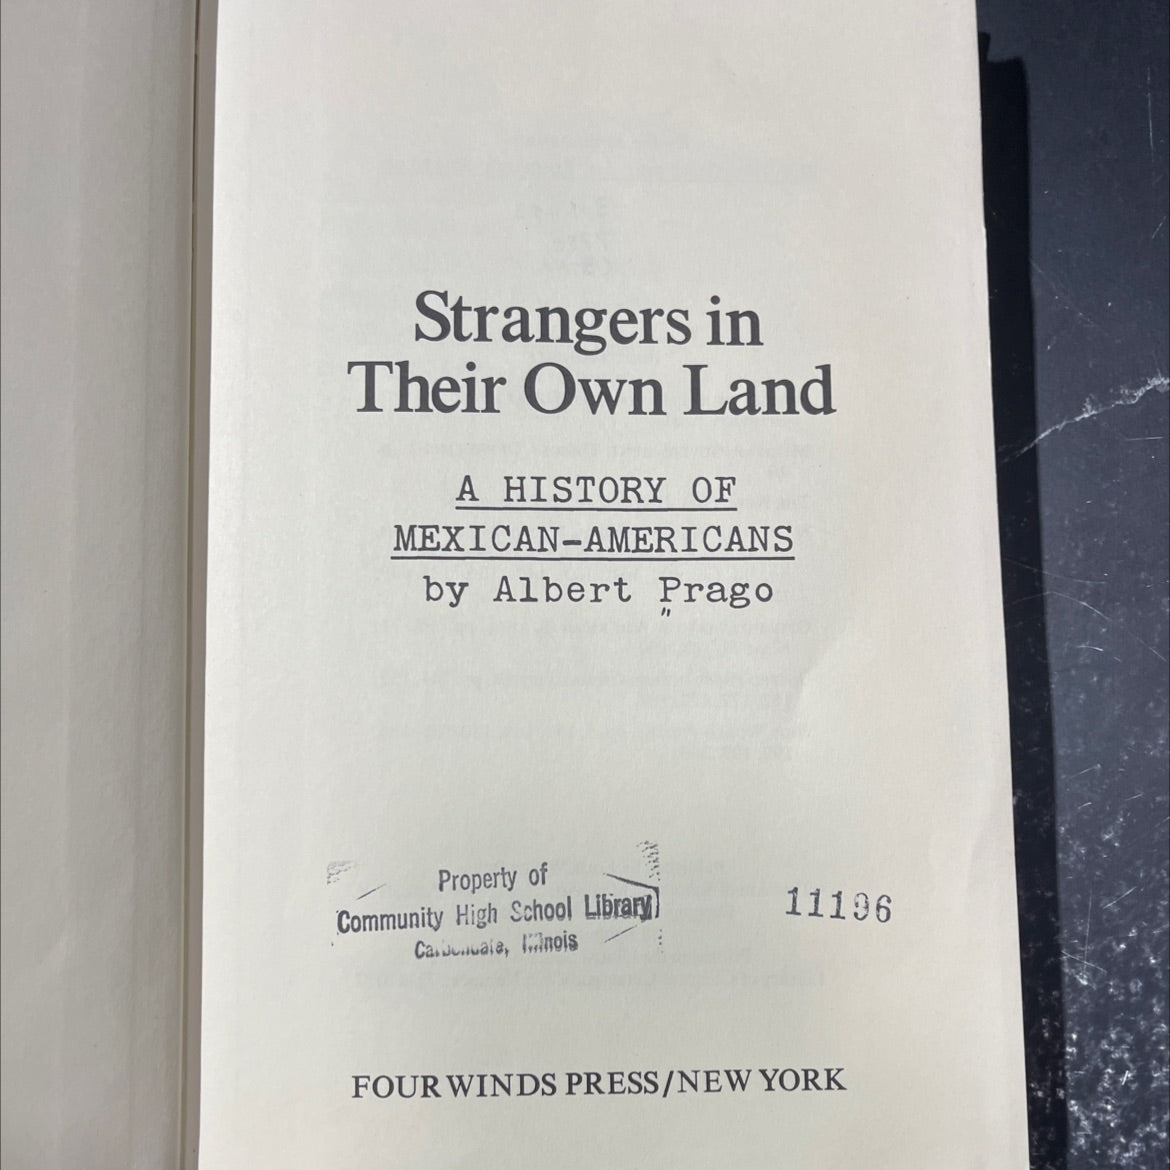 Strangers in
Their Own Land
A HISTORY OF
MEXICAN-AMERICANS
by Albert Prago
"
Property of
Community High School Library
Carbondale, Illinois
11196
FOUR WINDS PRESS/NEW YORK